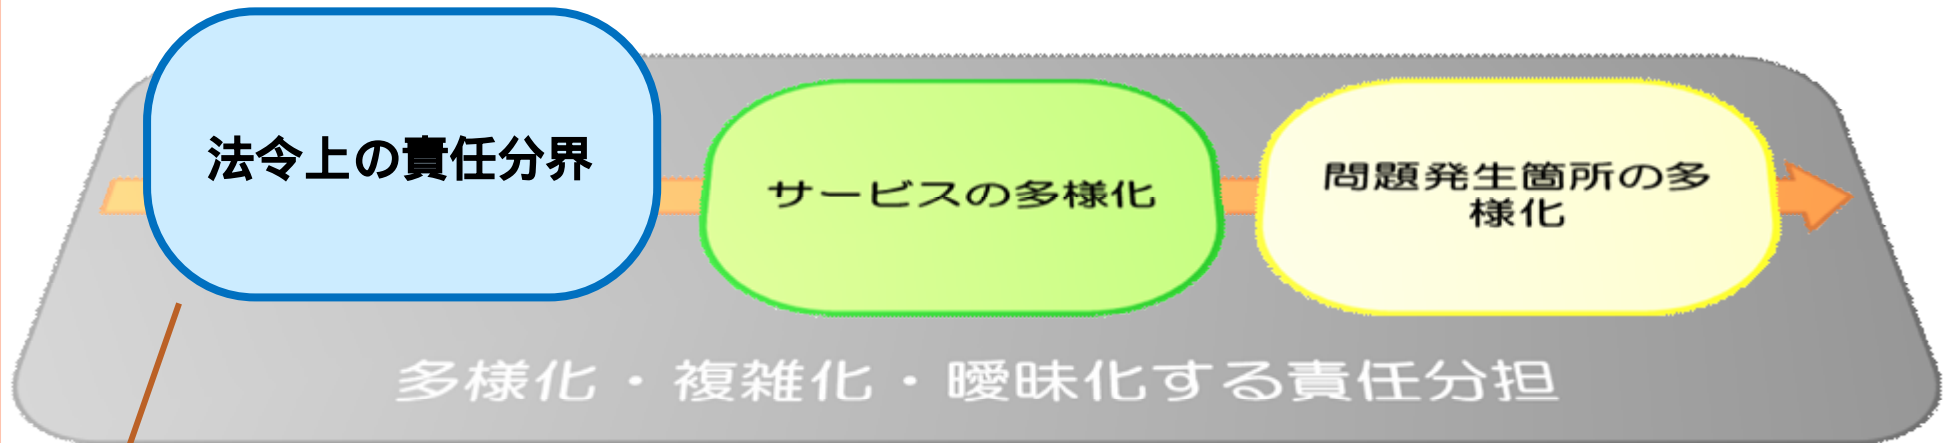 法令上の責任分界
サービスの多様化
問題発生箇所の多
様化
多様化・複雑化・曖昧化する責任分担